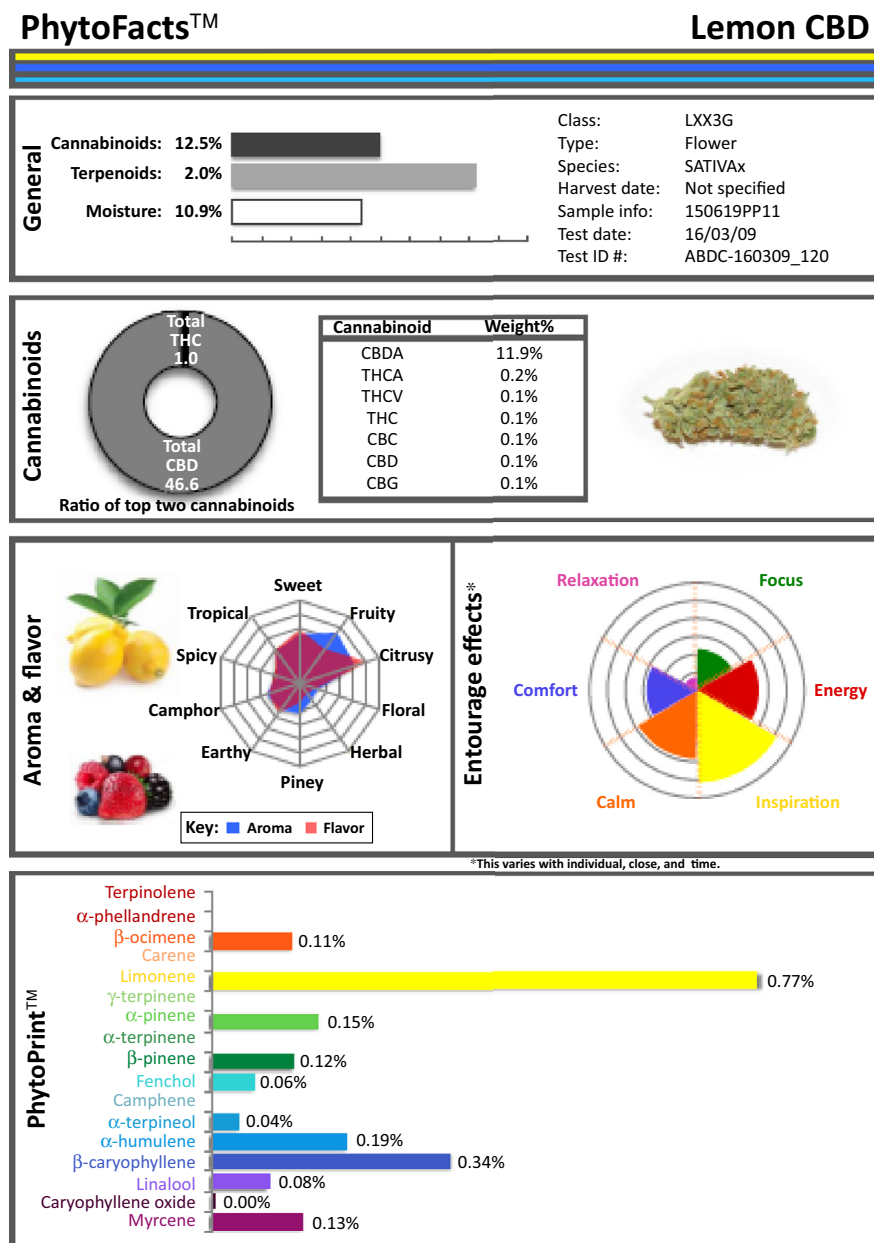 PhytoFacts™ Lemon CBD
General
Cannabinoids: 12.5%
Terpenoids: 2.0%
Moisture: 10.9%
Class: LXX3G
Type: Flower
Species: SATIVAx
Harvest date: Not specified
Sample info: 150619PP11
Test date: 16/03/09
Test ID #: ABDC-160309_120
Cannabinoids
Total
THC
1.0
Total
CBD
46.6
Ratio of top two cannabinoids
Cannabinoid Weight%
CBDA 11.9%
THCA 0.2%
THCV 0.1%
THC 0.1%
CBC 0.1%
CBD 0.1%
CBG 0.1%
Aroma & flavor
Sweet
Fruity
Citrusy
Floral
Herbal
Piney
Earthy
Camphor
Spicy
Tropical
Key: Aroma Flavor
Entourage effects*
Relaxation
Focus
Comfort
Energy
Calm
Inspiration
*This varies with individual, close, and time.
PhytoPrint™
Terpinolene
α-phellandrene
β-ocimene 0.11%
Carene
Limonene 0.77%
γ-terpinene
α-pinene 0.15%
α-terpinene
β-pinene 0.12%
Fenchol 0.06%
Camphene
α-terpineol 0.04%
α-humulene 0.19%
β-caryophyllene 0.34%
Linalool 0.08%
Caryophyllene oxide 0.00%
Myrcene 0.13%